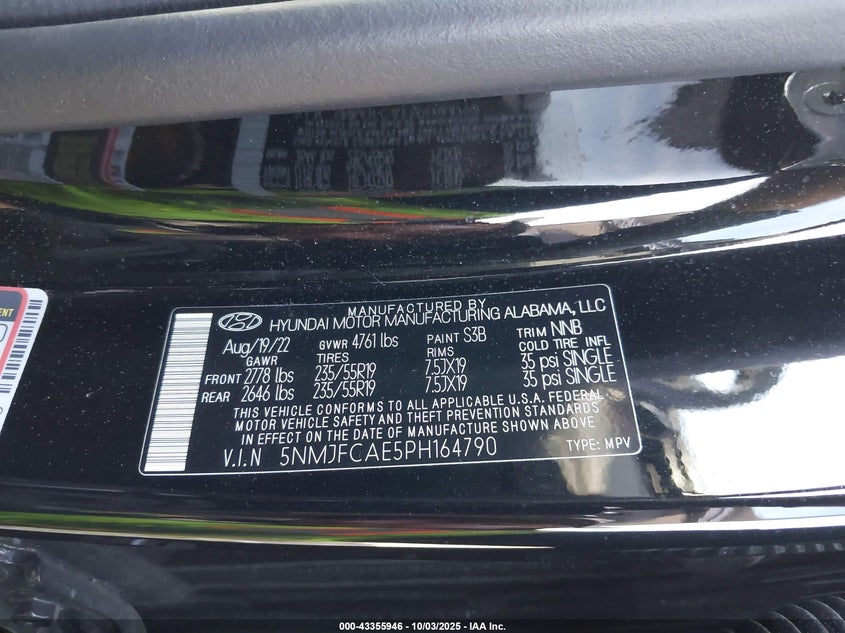 MANUFACTURED BY
HYUNDAI MOTOR MANUFACTURING ALABAMA, LLC
Aug/19/22 GVWR 4761 lbs PAINT S3B TRIM NNB
GAWR TIRES RIMS COLD TIRE INFL
FRONT 2778 lbs 235/55R19 7.5JX19 35 psi SINGLE
REAR 2646 lbs 235/55R19 7.5JX19 35 psi SINGLE
THIS VEHICLE CONFORMS TO ALL APPLICABLE U.S.A. FEDERAL
MOTOR VEHICLE SAFETY AND THEFT PREVENTION STANDARDS
IN EFFECT ON THE DATE OF MANUFACTURE SHOWN ABOVE
V.I.N 5NMJFCAE5PH164790 TYPE: MPV
000-43355946 - 10/03/2025 - IAA Inc.